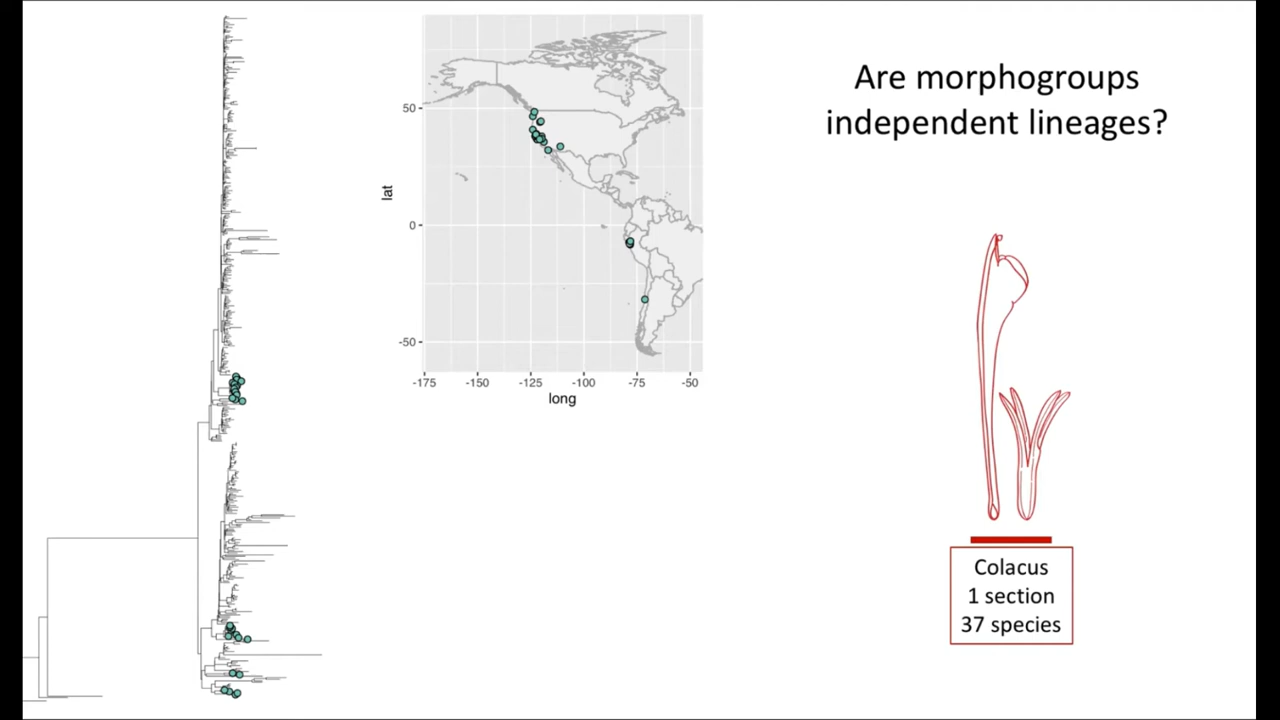 Are morphogroups
independent lineages?
lat
50
0
-50
-175
-150
-125
-100
-75
-50
long
Colacus
1 section
37 species